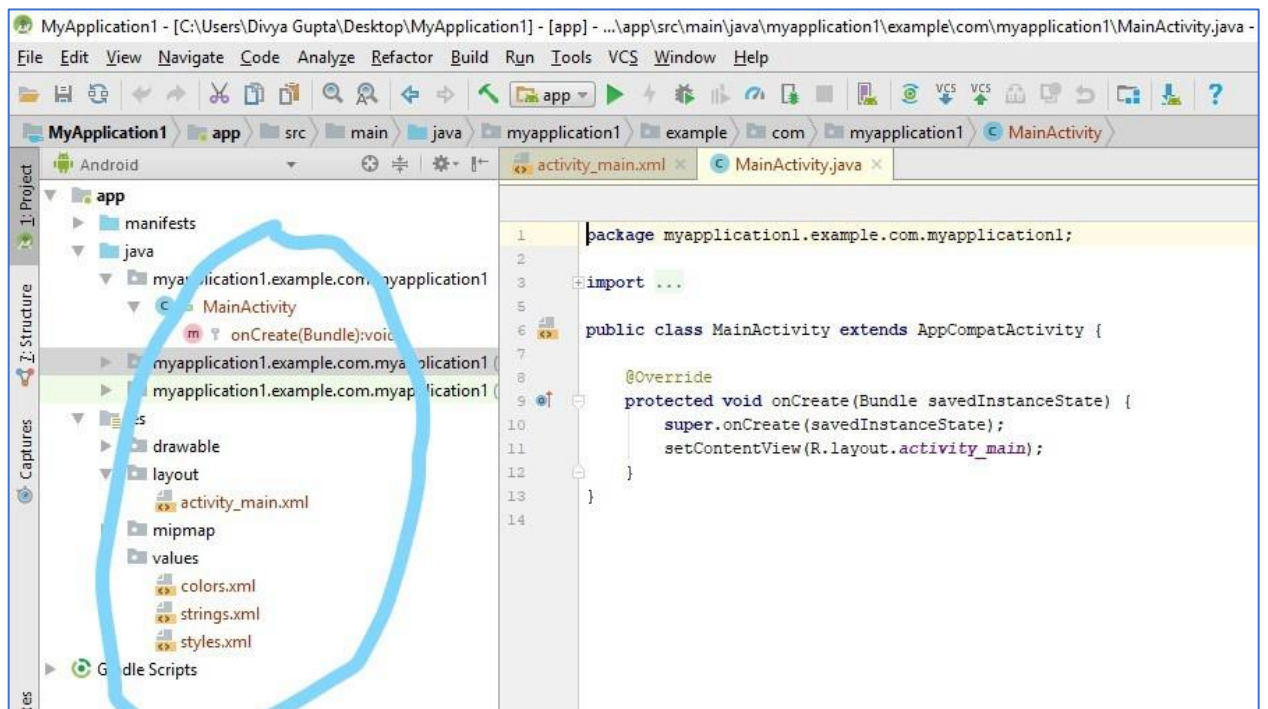 MyApplication1 - [C:\Users\Divya Gupta\Desktop\MyApplication1] - [app] - ...\app\src\main\java\myapplication1\example\com\myapplication1\MainActivity.java -
File Edit View Navigate Code Analyze Refactor Build Run Tools VCS Window Help
app VCS VCS ?
MyApplication1 app src main java myapplication1 example com myapplication1 C MainActivity
Android
activity_main.xml C MainActivity.java
1: Project
Z: Structure
Captures
app
manifests
java
myapplication1.example.com.myapplication1
C MainActivity
m onCreate(Bundle):void
myapplication1.example.com.myapplication1 (
myapplication1.example.com.myapplication1 (
res
drawable
layout
activity_main.xml
mipmap
values
colors.xml
strings.xml
styles.xml
Gradle Scripts
1 package myapplication1.example.com.myapplication1;
2
3 import ...
5
6 public class MainActivity extends AppCompatActivity {
7
8 @Override
9 protected void onCreate(Bundle savedInstanceState) {
10 super.onCreate(savedInstanceState);
11 setContentView(R.layout.activity_main);
12 }
13 }
14